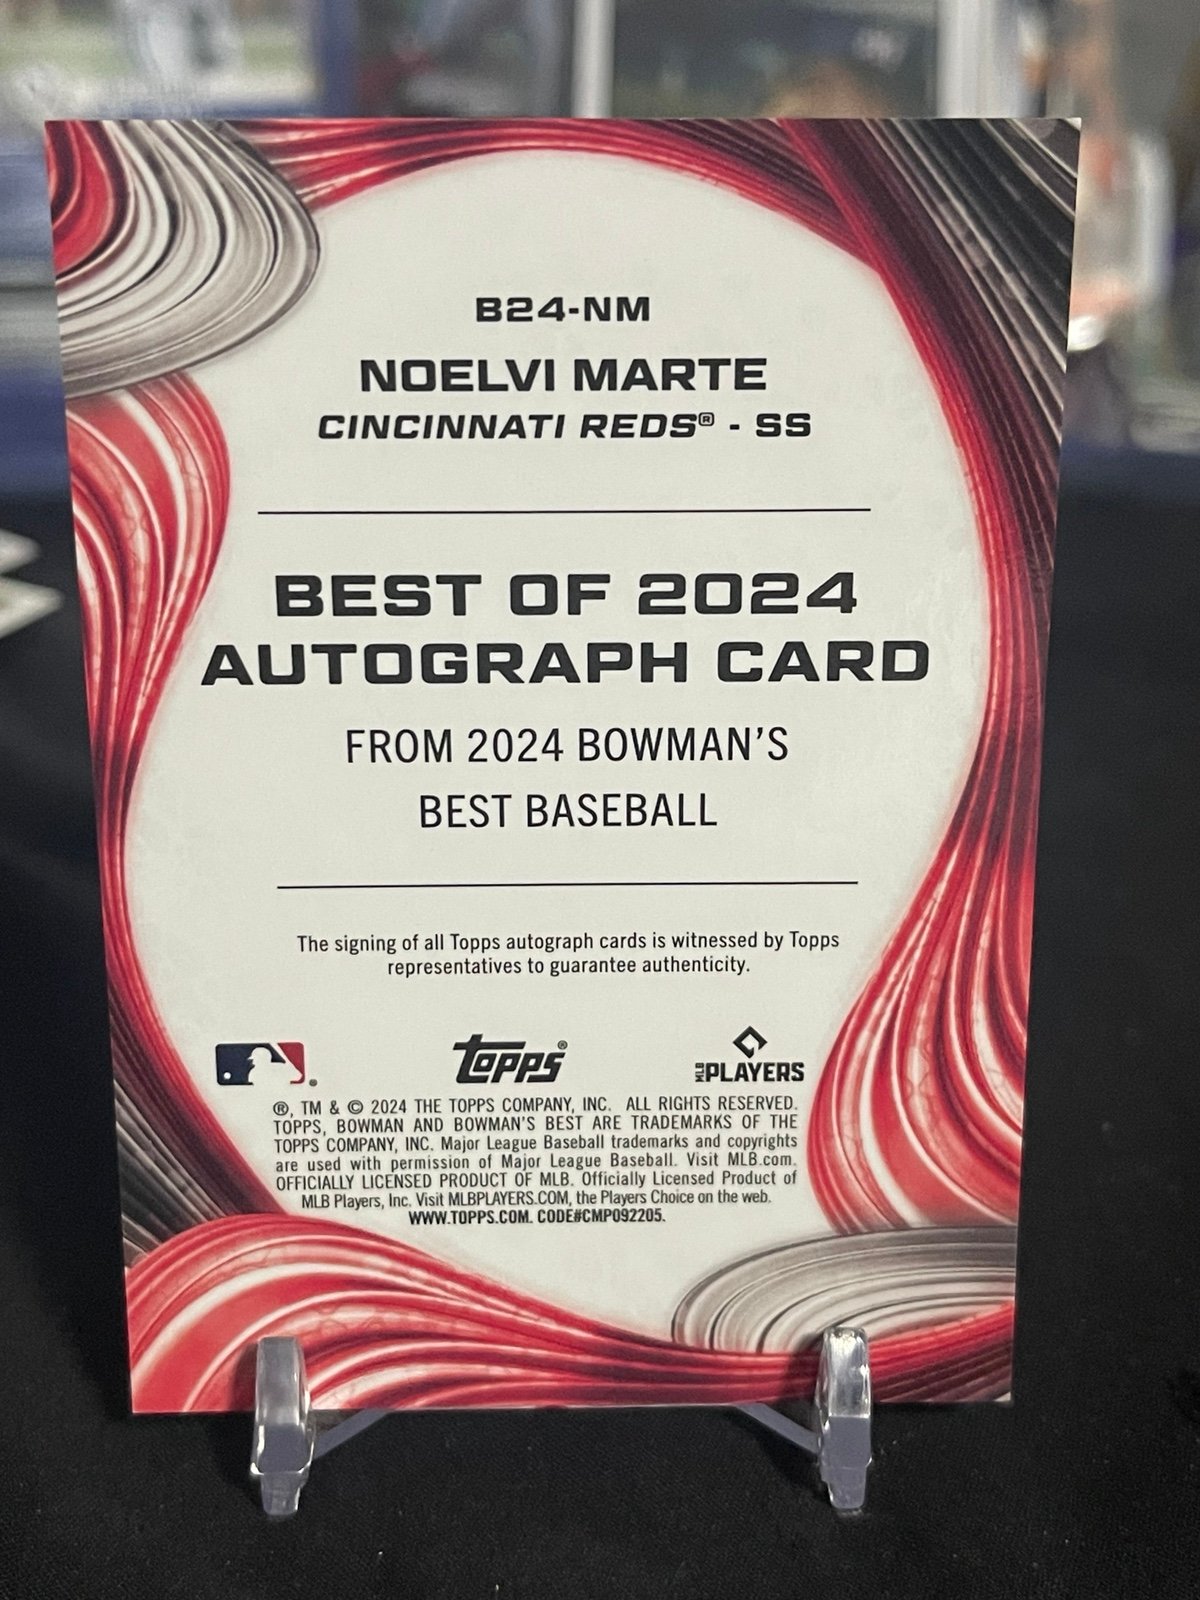 B24-NM
NOELVI MARTE
CINCINNATI REDS® - SS
BEST OF 2024
AUTOGRAPH CARD
FROM 2024 BOWMAN'S
BEST BASEBALL
The signing of all Topps autograph cards is witnessed by Topps
representatives to guarantee authenticity.
Topps®
MLB PLAYERS
®, TM & © 2024 THE TOPPS COMPANY, INC. ALL RIGHTS RESERVED.
TOPPS, BOWMAN AND BOWMAN'S BEST ARE TRADEMARKS OF THE
TOPPS COMPANY, INC. Major League Baseball trademarks and copyrights
are used with permission of Major League Baseball. Visit MLB.com.
OFFICIALLY LICENSED PRODUCT OF MLB. Officially Licensed Product of
MLB Players, Inc. Visit MLBPLAYERS.COM, the Players Choice on the web.
WWW.TOPPS.COM. CODE#CMP092205.